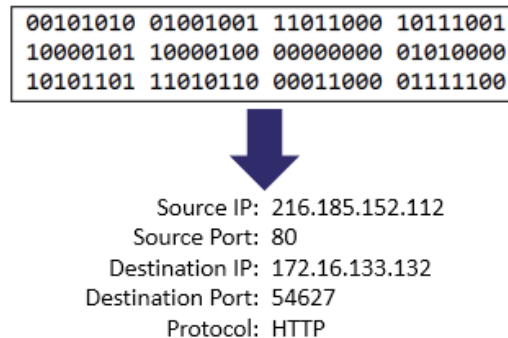 00101010 01001001 11011000 10111001
10000101 10000100 00000000 01010000
10101101 11010110 00011000 01111100
Source IP: 216.185.152.112
Source Port: 80
Destination IP: 172.16.133.132
Destination Port: 54627
Protocol: HTTP